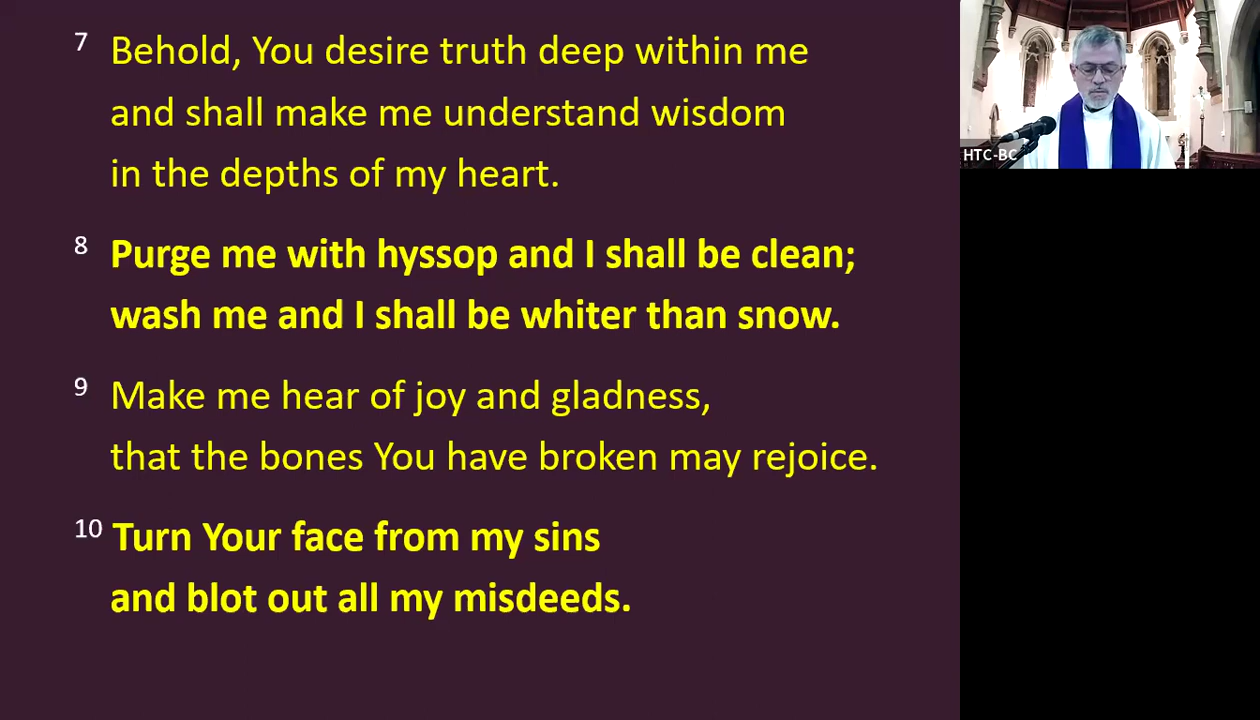 7 Behold, You desire truth deep within me
and shall make me understand wisdom
in the depths of my heart.
8 Purge me with hyssop and I shall be clean;
wash me and I shall be whiter than snow.
9 Make me hear of joy and gladness,
that the bones You have broken may rejoice.
10 Turn Your face from my sins
and blot out all my misdeeds.
HTC-BC